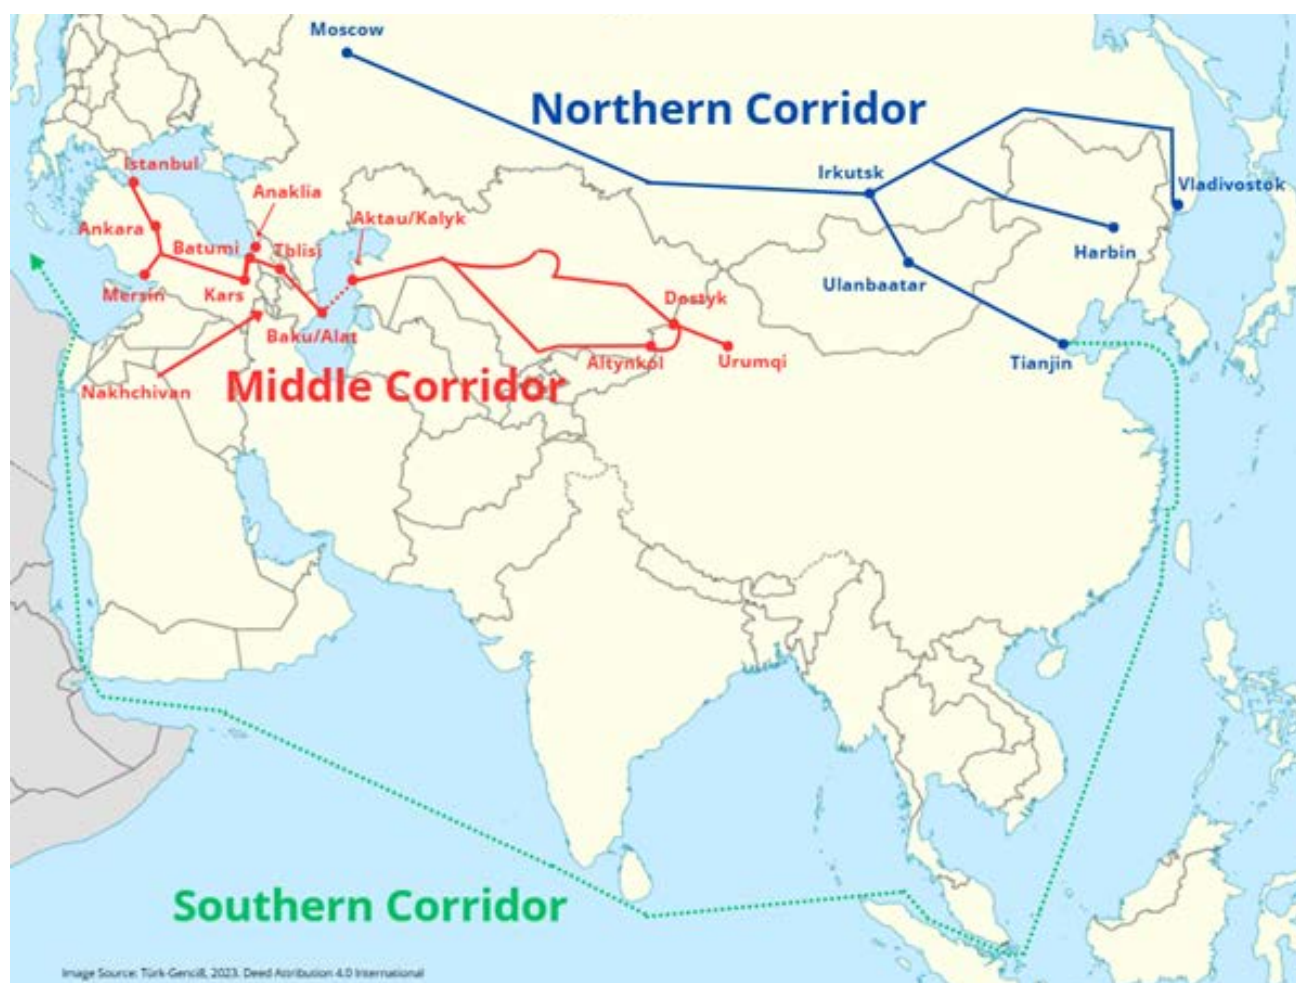 Moscow
Northern Corridor
Irkutsk
Vladivostok
Istanbul
Anaklia
Aktau/Kalyk
Ankara
Batumi
Tblisi
Harbin
Ulanbaatar
Mersin
Kars
Dostyk
Baku/Alat
Altynkol
Urumqi
Tianjin
Nakhchivan
Middle Corridor
Southern Corridor
Image Source: Türk-Genci8, 2023. Deed Attribution 4.0 International